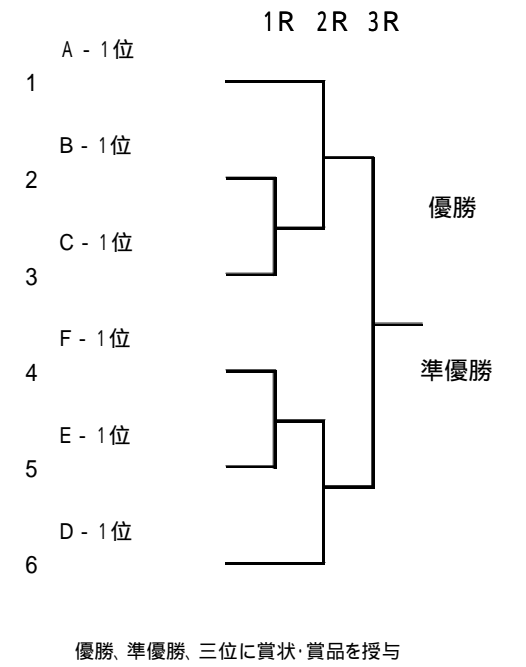 1R 2R 3R
A - 1位
1
B - 1位
2
優勝
C - 1位
3
F - 1位
準優勝
4
E - 1位
5
D - 1位
6
優勝、準優勝、三位に賞状・賞品を授与